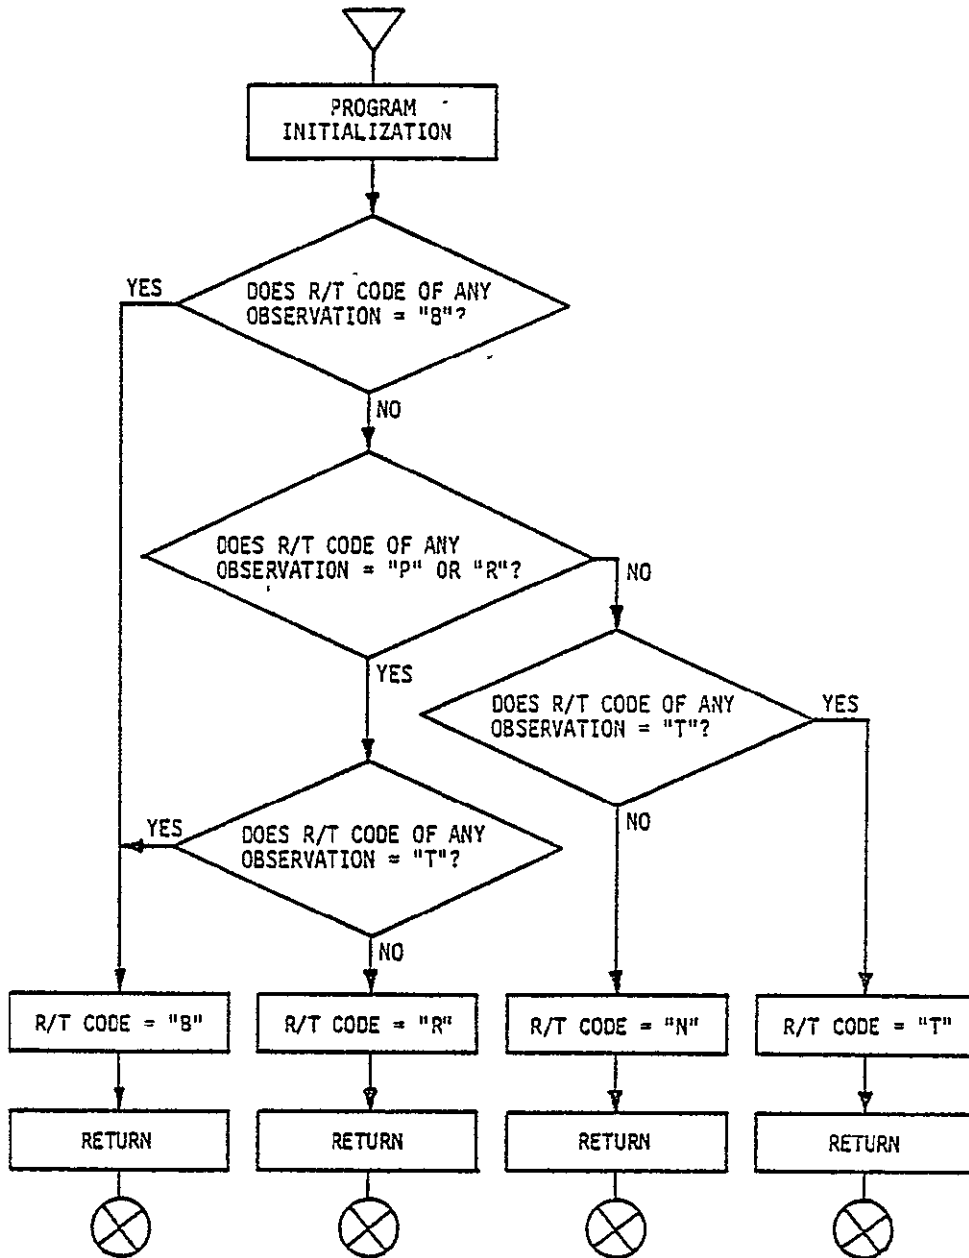 PROGRAM
INITIALIZATION
YES
DOES R/T CODE OF ANY
OBSERVATION = "B"?
NO
DOES R/T CODE OF ANY
OBSERVATION = "P" OR "R"?
NO
YES
DOES R/T CODE OF ANY
OBSERVATION = "T"?
YES
NO
YES
DOES R/T CODE OF ANY
OBSERVATION = "T"?
NO
R/T CODE = "B"
R/T CODE = "R"
R/T CODE = "N"
R/T CODE = "T"
RETURN
RETURN
RETURN
RETURN